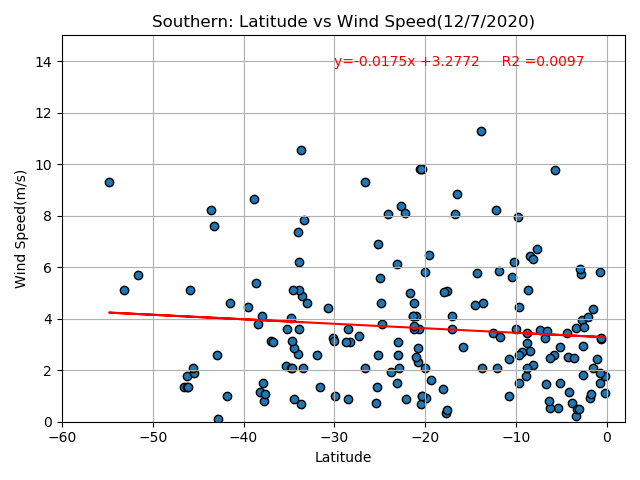 Southern: Latitude vs Wind Speed(12/7/2020)
y=-0.0175x +3.2772 R2 =0.0097
Wind Speed(m/s)
14
12
10
8
6
4
2
0
−60 −50 −40 −30 −20 −10 0
Latitude